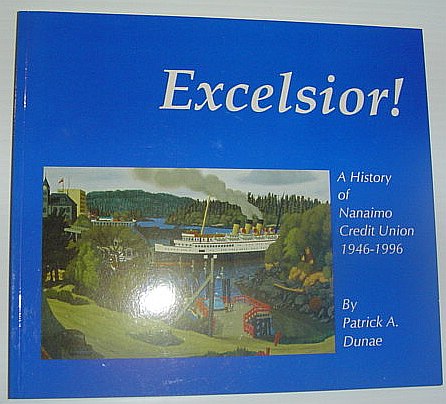 Excelsior!
A History
of
Nanaimo
Credit Union
1946-1996
By
Patrick A.
Dunae